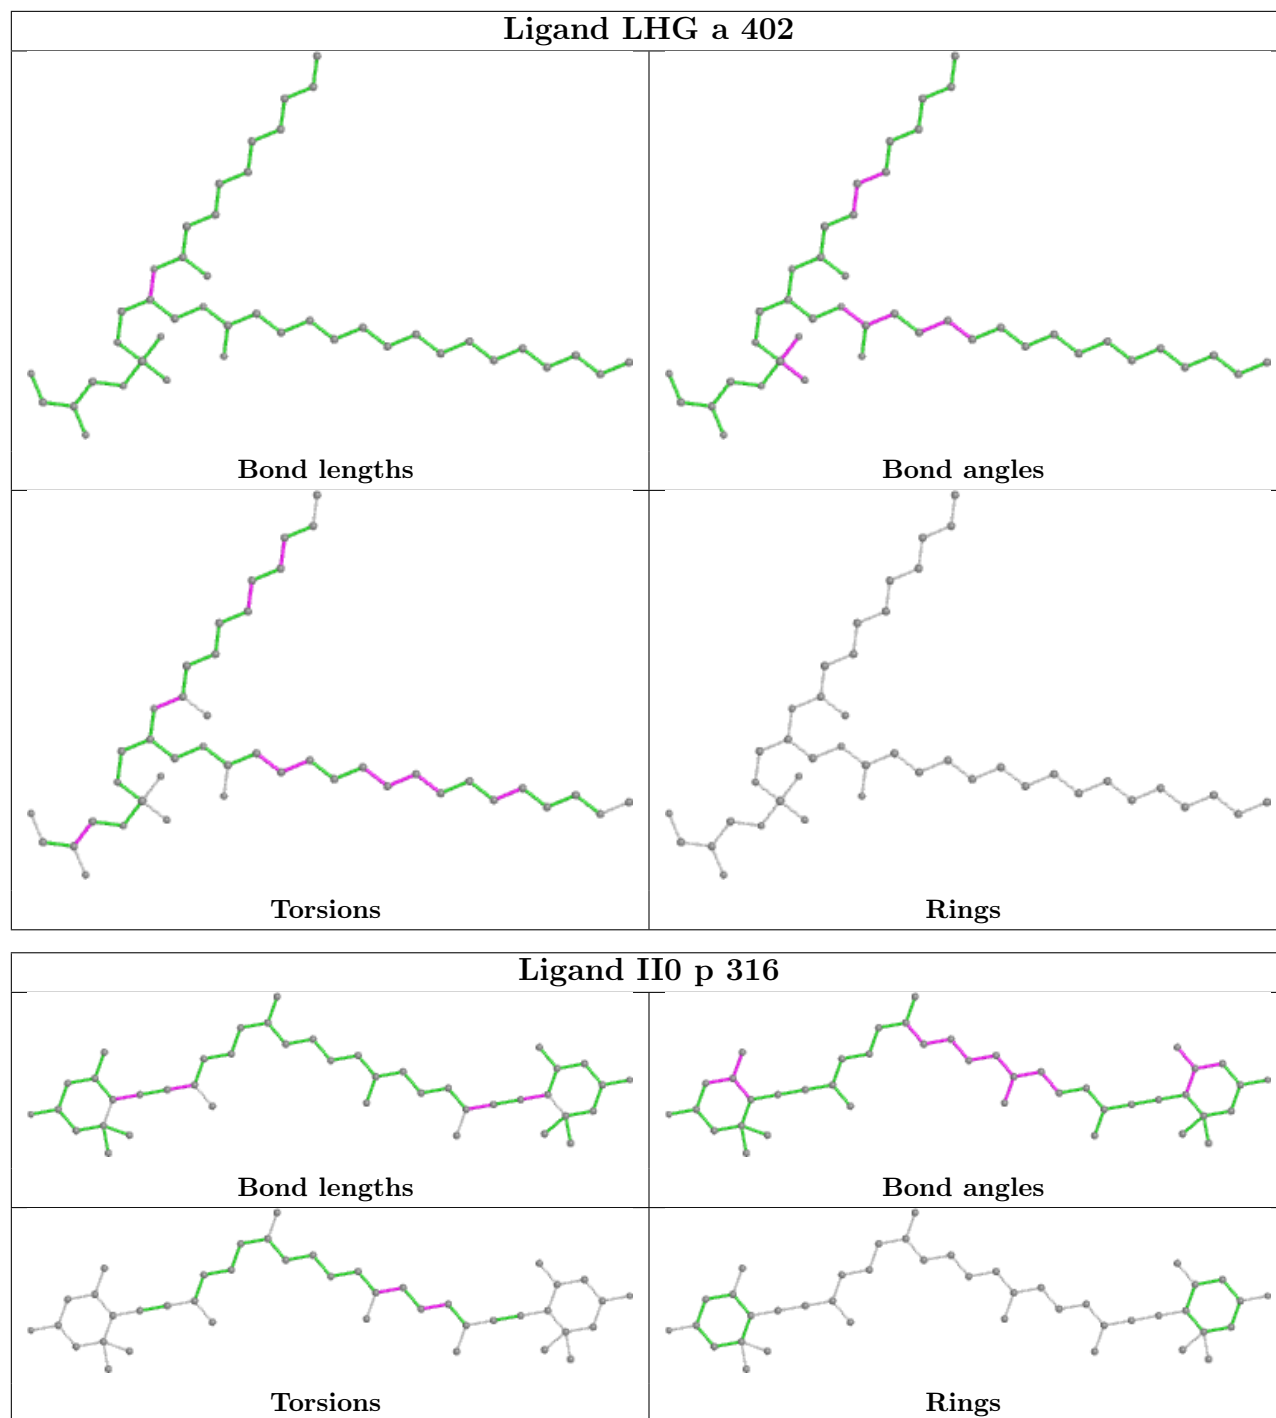 Ligand LHG a 402
Bond lengths
Bond angles
Torsions
Rings
Ligand II0 p 316
Bond lengths
Bond angles
Torsions
Rings